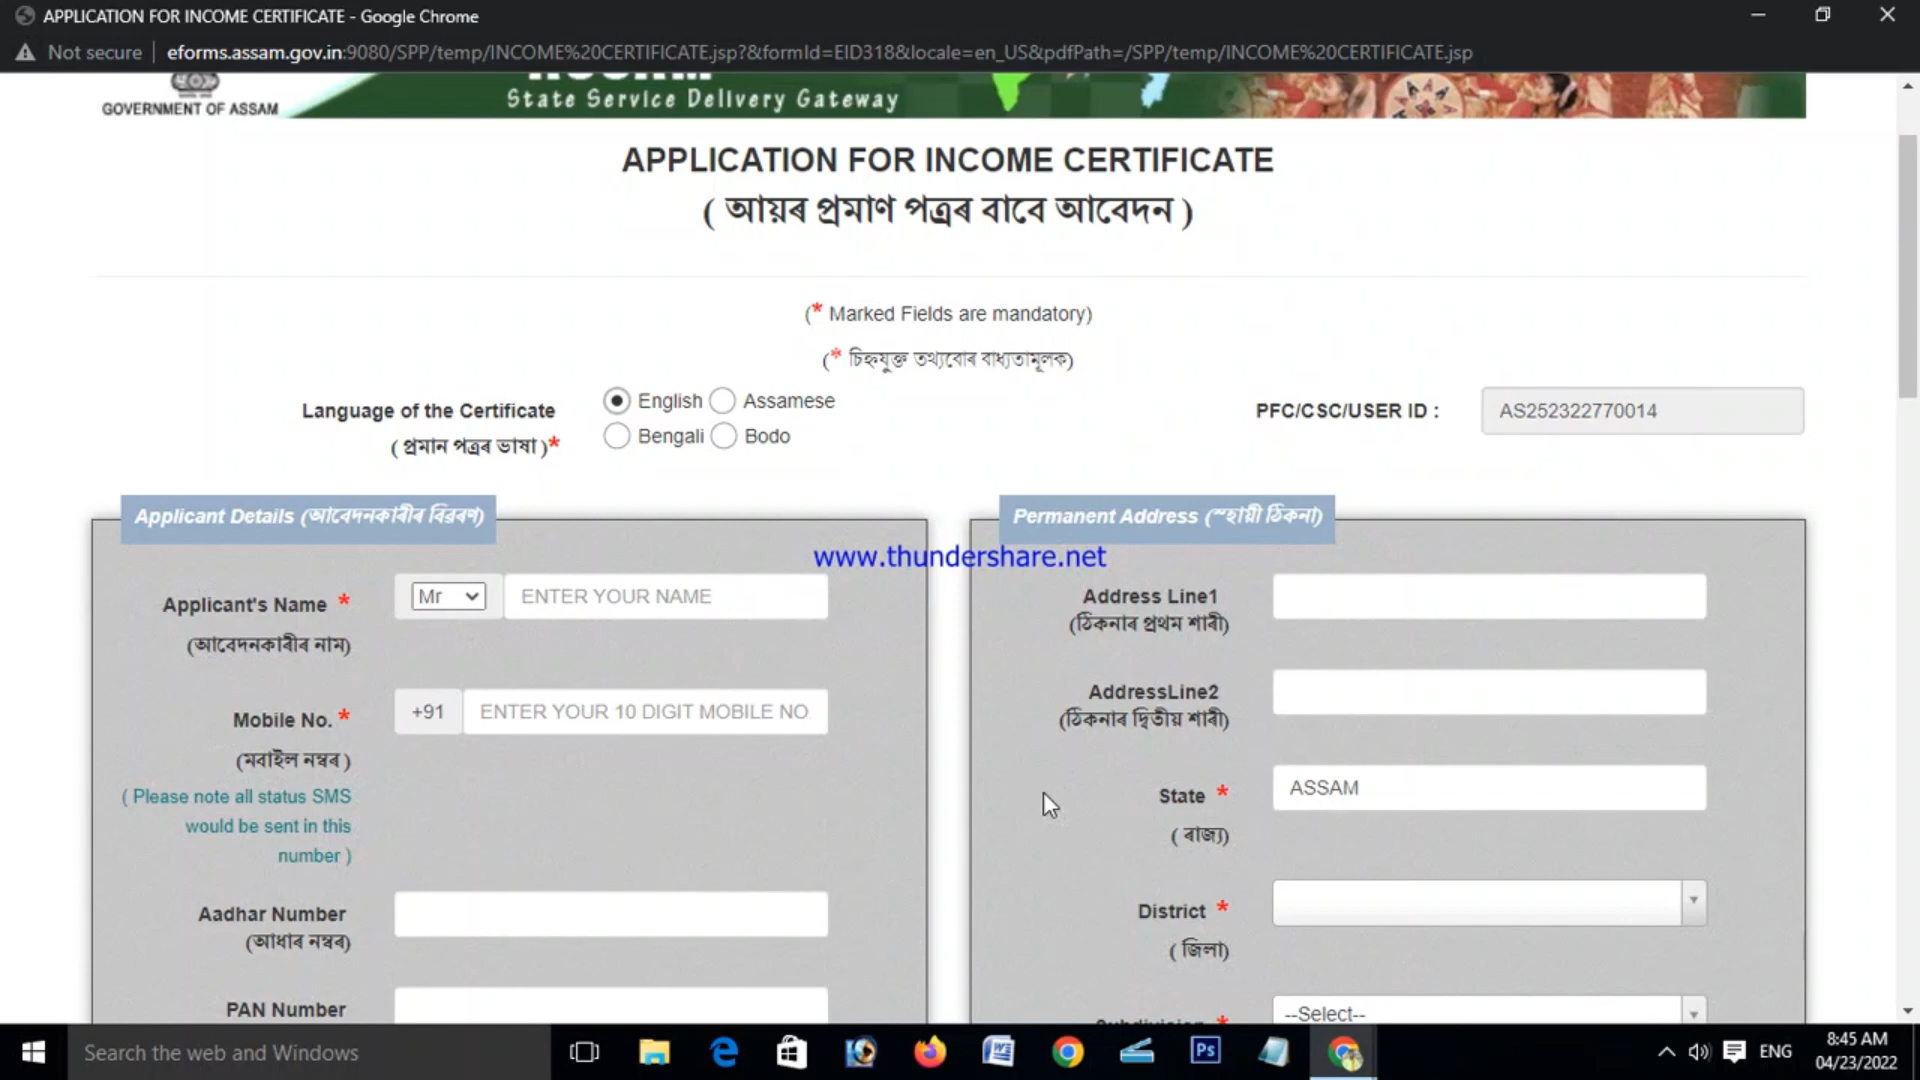 APPLICATION FOR INCOME CERTIFICATE - Google Chrome
Not secure | eforms.assam.gov.in:9080/SPP/temp/INCOME%20CERTIFICATE.jsp?&formId=EID318&locale=en_US&pdfPath=/SPP/temp/INCOME%20CERTIFICATE.jsp
GOVERNMENT OF ASSAM
State Service Delivery Gateway
APPLICATION FOR INCOME CERTIFICATE
( আয়ৰ প্ৰমাণ পত্ৰৰ বাবে আবেদন )
(* Marked Fields are mandatory)
(* চিহ্নযুক্ত তথ্যবোৰ বাধ্যতামূলক)
Language of the Certificate
( প্ৰমান পত্ৰৰ ভাষা )*
English Assamese
Bengali Bodo
PFC/CSC/USER ID :
AS252322770014
Applicant Details (আবেদনকাৰীৰ বিৱৰণ)
Applicant's Name *
(আবেদনকাৰীৰ নাম)
Mr
ENTER YOUR NAME
Mobile No. *
(মবাইল নম্বৰ )
( Please note all status SMS
would be sent in this
number )
+91
ENTER YOUR 10 DIGIT MOBILE NO
Aadhar Number
(আধাৰ নম্বৰ)
PAN Number
Permanent Address (স্হায়ী ঠিকনা)
www.thundershare.net
Address Line1
(ঠিকনাৰ প্ৰথম শাৰী)
AddressLine2
(ঠিকনাৰ দ্বিতীয় শাৰী)
State *
( ৰাজ্য)
ASSAM
District *
( জিলা)
--Select--
Search the web and Windows
Ps
ENG
8:45 AM
04/23/2022